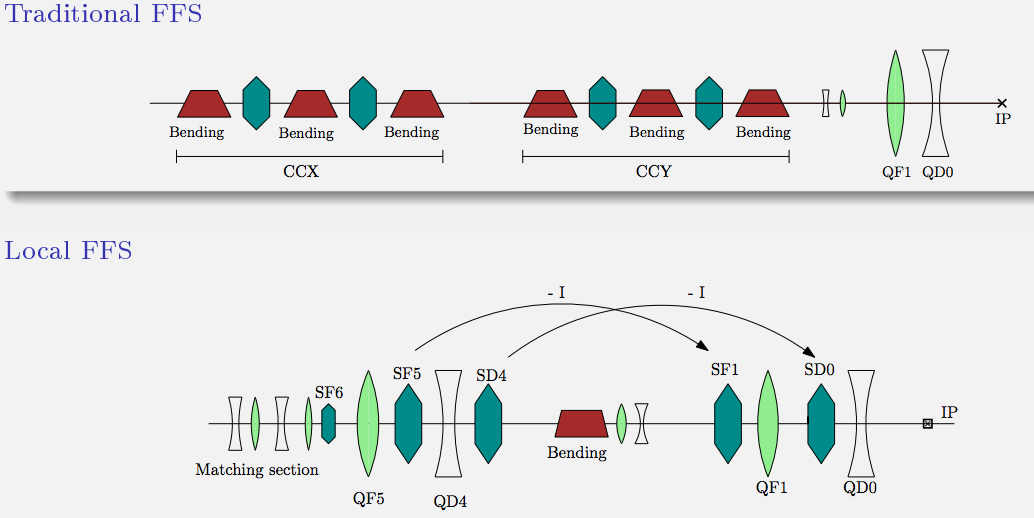 Traditional FFS
Bending Bending Bending Bending Bending Bending
IP
CCX CCY QF1 QD0
Local FFS
- I - I
SF5 SD4 SF1 SD0
SF6
IP
Bending
Matching section
QF5 QD4 QF1 QD0